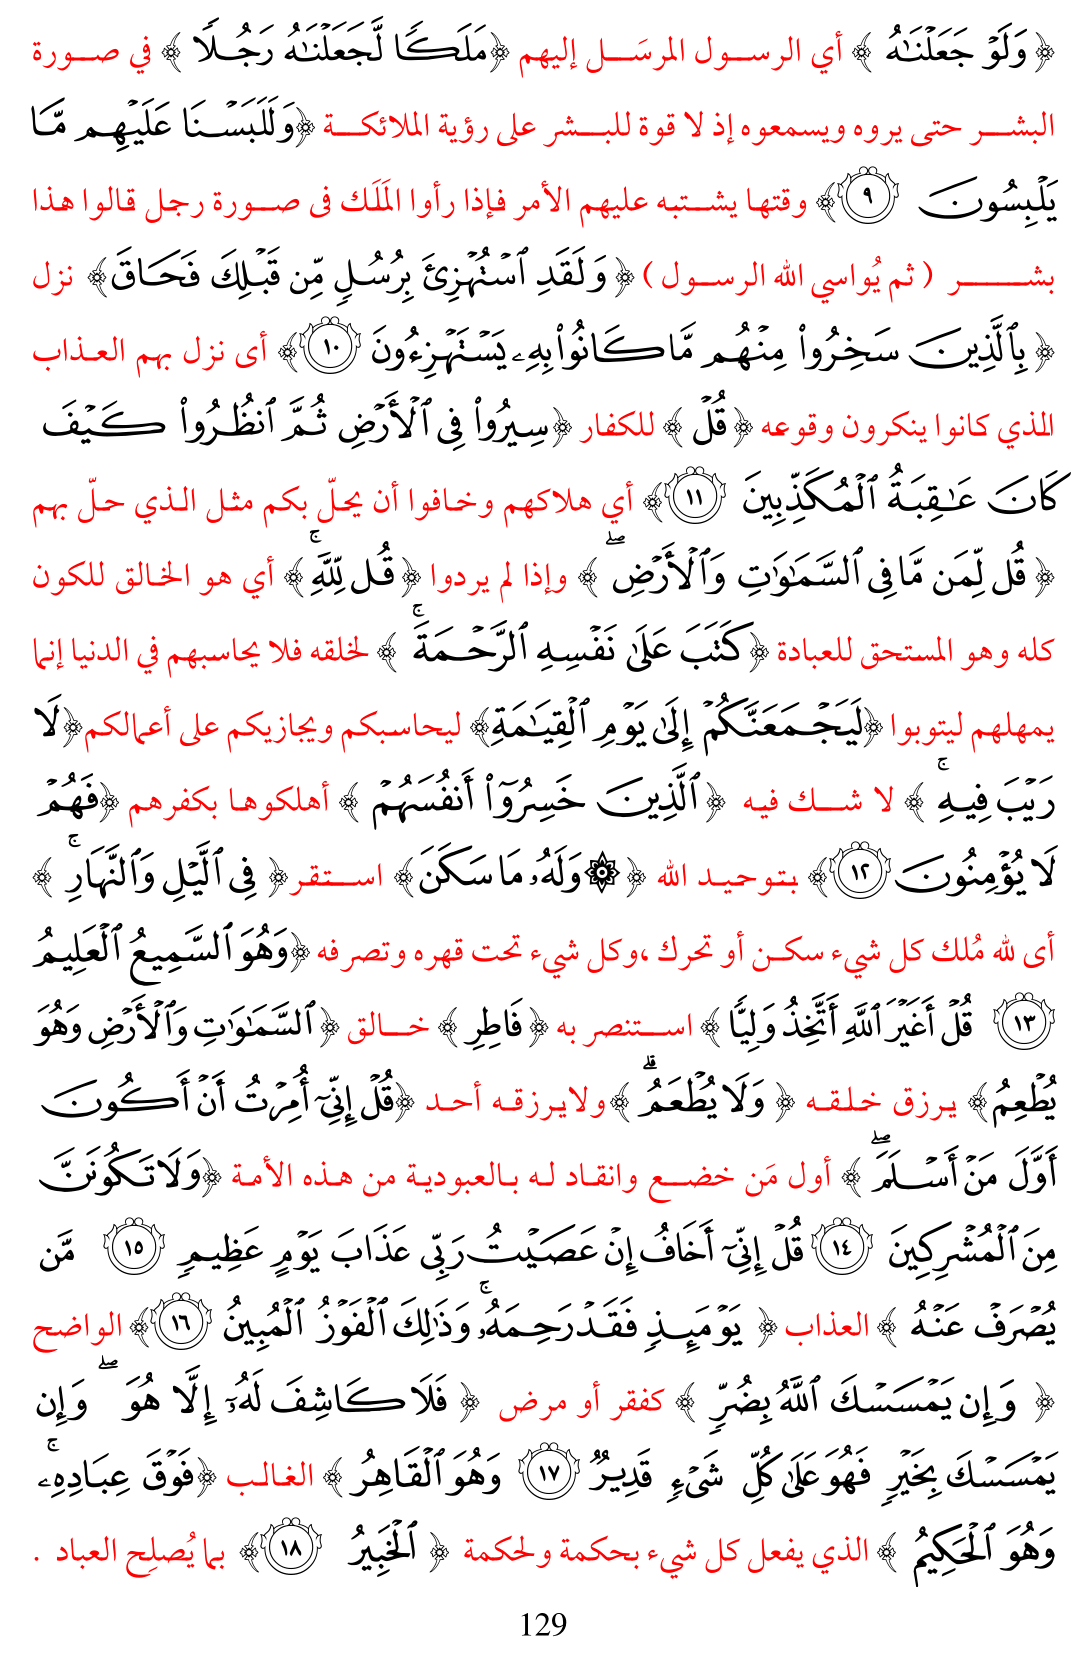 ﴿ وَلَوْ جَعَلْنَٰهُ ﴾ أي الرسول المرسَل إليهم ﴿مَلَكًا لَّجَعَلْنَٰهُ رَجُلًا ﴾ في صورة
البشر حتى يروه ويسمعوه إذ لا قوة للبشر على رؤية الملائكة ﴿وَلَلَبَسْنَا عَلَيْهِم مَّا
يَلْبِسُونَ ٩﴾ وقتها يشتبه عليهم الأمر فإذا رأوا المَلَك فى صورة رجل قالوا هذا
بشر ( ثم يُواسي الله الرسول ) ﴿ وَلَقَدِ ٱسْتُهْزِئَ بِرُسُلٍ مِّن قَبْلِكَ فَحَاقَ﴾ نزل
﴿ بِٱلَّذِينَ سَخِرُوا۟ مِنْهُم مَّا كَانُوا۟ بِهِۦ يَسْتَهْزِءُونَ ١٠﴾ أى نزل بهم العذاب
الذي كانوا ينكرون وقوعه ﴿ قُلْ ﴾ للكفار ﴿سِيرُوا۟ فِى ٱلْأَرْضِ ثُمَّ ٱنظُرُوا۟ كَيْفَ
كَانَ عَٰقِبَةُ ٱلْمُكَذِّبِينَ ١١﴾ أي هلاكهم وخافوا أن يحلّ بكم مثل الذي حلّ بهم
﴿ قُل لِّمَن مَّا فِى ٱلسَّمَٰوَٰتِ وَٱلْأَرْضِ ۖ ﴾ وإذا لم يردوا ﴿ قُل لِّلَّهِ ۚ ﴾ أي هو الخالق للكون
كله وهو المستحق للعبادة ﴿كَتَبَ عَلَىٰ نَفْسِهِ ٱلرَّحْمَةَ ۚ ﴾ لخلقه فلا يحاسبهم في الدنيا إنما
يمهلهم ليتوبوا ﴿لَيَجْمَعَنَّكُمْ إِلَىٰ يَوْمِ ٱلْقِيَٰمَةِ﴾ ليحاسبكم ويجازيكم على أعمالكم﴿لَا
رَيْبَ فِيهِ ۚ ﴾ لا شك فيه ﴿ ٱلَّذِينَ خَسِرُوٓا۟ أَنفُسَهُمْ ﴾ أهلكوها بكفرهم ﴿فَهُمْ
لَا يُؤْمِنُونَ ١٢﴾ بتوحيد الله ﴿ ۞وَلَهُۥ مَا سَكَنَ﴾ استقر﴿ فِى ٱلَّيْلِ وَٱلنَّهَارِ ۚ ﴾
أى لله مُلك كل شيء سكن أو تحرك ،وكل شيء تحت قهره وتصرفه ﴿وَهُوَ ٱلسَّمِيعُ ٱلْعَلِيمُ
١٣ قُلْ أَغَيْرَ ٱللَّهِ أَتَّخِذُ وَلِيًّا ﴾ استنصر به ﴿ فَاطِرِ ﴾ خالق ﴿ ٱلسَّمَٰوَٰتِ وَٱلْأَرْضِ وَهُوَ
يُطْعِمُ﴾ يرزق خلقه ﴿ وَلَا يُطْعَمُ ۗ ﴾ولايرزقه أحد ﴿قُلْ إِنِّىٓ أُمِرْتُ أَنْ أَكُونَ
أَوَّلَ مَنْ أَسْلَمَ ۖ ﴾ أول مَن خضع وانقاد له بالعبودية من هذه الأمة ﴿وَلَا تَكُونَنَّ
مِنَ ٱلْمُشْرِكِينَ ١٤ قُلْ إِنِّىٓ أَخَافُ إِنْ عَصَيْتُ رَبِّى عَذَابَ يَوْمٍ عَظِيمٍ ١٥ مَّن
يُصْرَفْ عَنْهُ ﴾ العذاب ﴿ يَوْمَئِذٍ فَقَدْ رَحِمَهُۥ ۚ وَذَٰلِكَ ٱلْفَوْزُ ٱلْمُبِينُ ١٦﴾ الواضح
﴿ وَإِن يَمْسَسْكَ ٱللَّهُ بِضُرٍّ ﴾ كفقر أو مرض ﴿ فَلَا كَاشِفَ لَهُۥٓ إِلَّا هُوَ ۖ وَإِن
يَمْسَسْكَ بِخَيْرٍ فَهُوَ عَلَىٰ كُلِّ شَىْءٍ قَدِيرٌ ١٧ وَهُوَ ٱلْقَاهِرُ ﴾ الغالب ﴿فَوْقَ عِبَادِهِۦ ۚ
وَهُوَ ٱلْحَكِيمُ ﴾ الذي يفعل كل شيء بحكمة ولحكمة ﴿ ٱلْخَبِيرُ ١٨﴾ بما يُصلِح العباد .
129